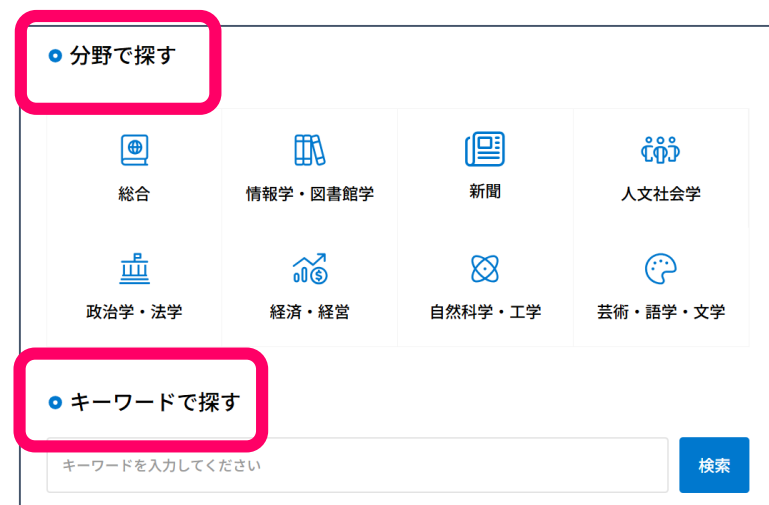 分野で探す
総合
情報学・図書館学
新聞
人文社会学
政治学・法学
経済・経営
自然科学・工学
芸術・語学・文学
キーワードで探す
キーワードを入力してください
検索